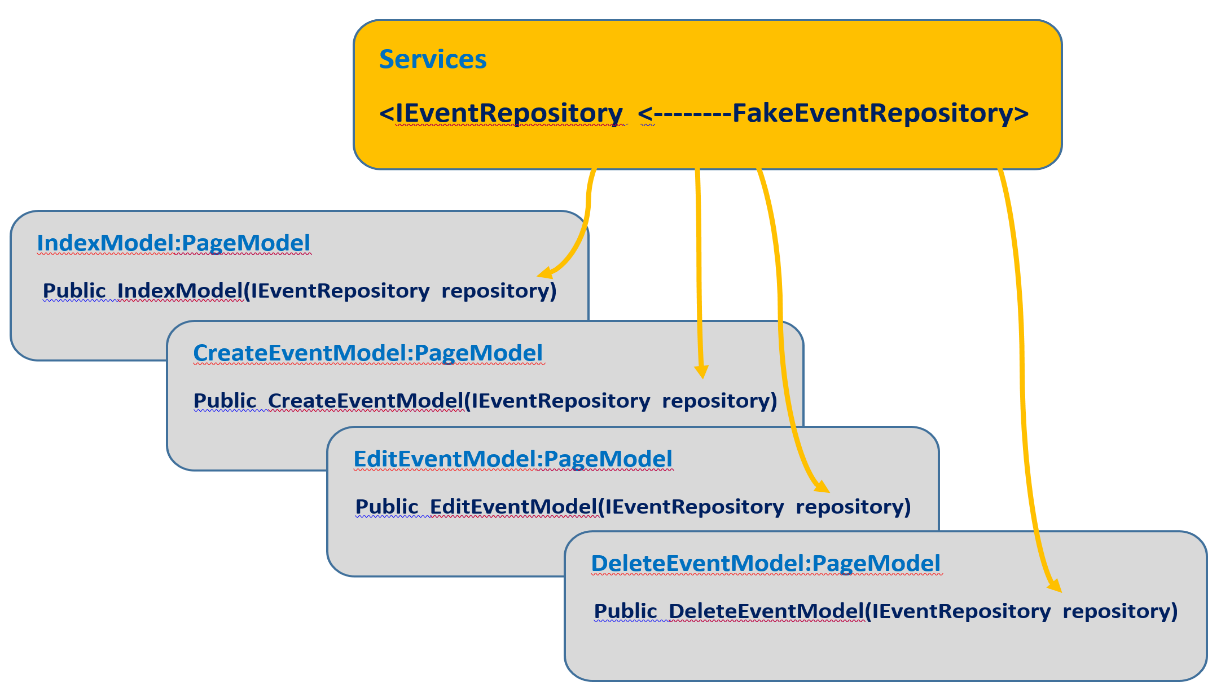 Services
<IEventRepository <--------FakeEventRepository>
IndexModel:PageModel
Public IndexModel(IEventRepository repository)
CreateEventModel:PageModel
Public CreateEventModel(IEventRepository repository)
EditEventModel:PageModel
Public EditEventModel(IEventRepository repository)
DeleteEventModel:PageModel
Public DeleteEventModel(IEventRepository repository)